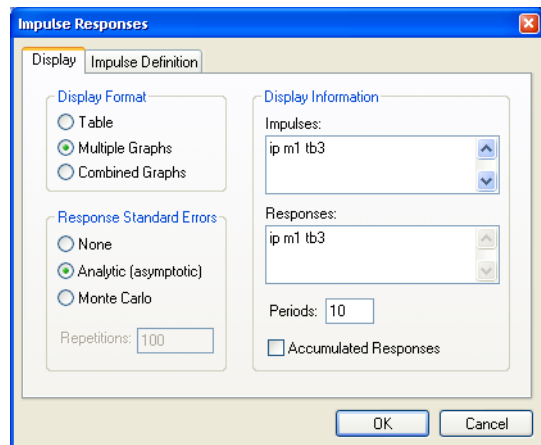 Impulse Responses
Display
Impulse Definition
Display Format
Table
Multiple Graphs
Combined Graphs
Response Standard Errors
None
Analytic (asymptotic)
Monte Carlo
Repetitions: 100
Display Information
Impulses:
ip m1 tb3
Responses:
ip m1 tb3
Periods: 10
Accumulated Responses
OK
Cancel